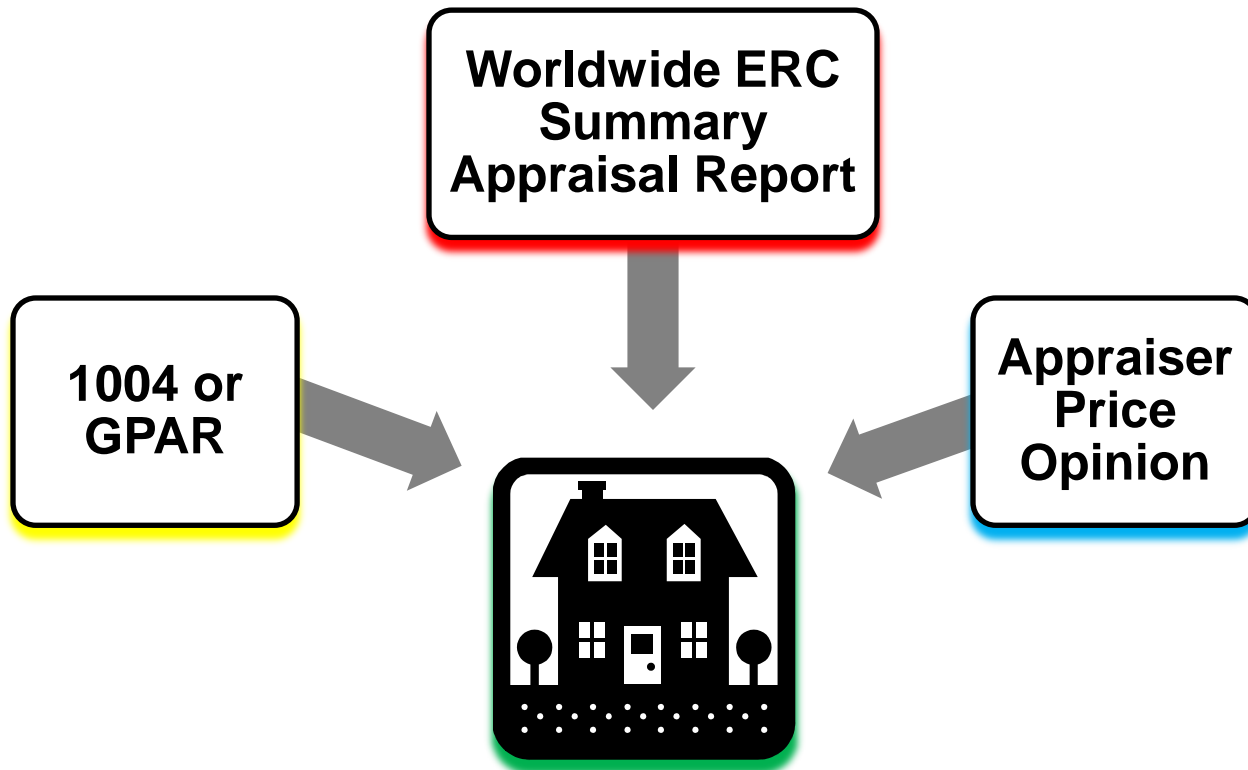 Worldwide ERC
Summary
Appraisal Report
1004 or
GPAR
Appraiser
Price
Opinion